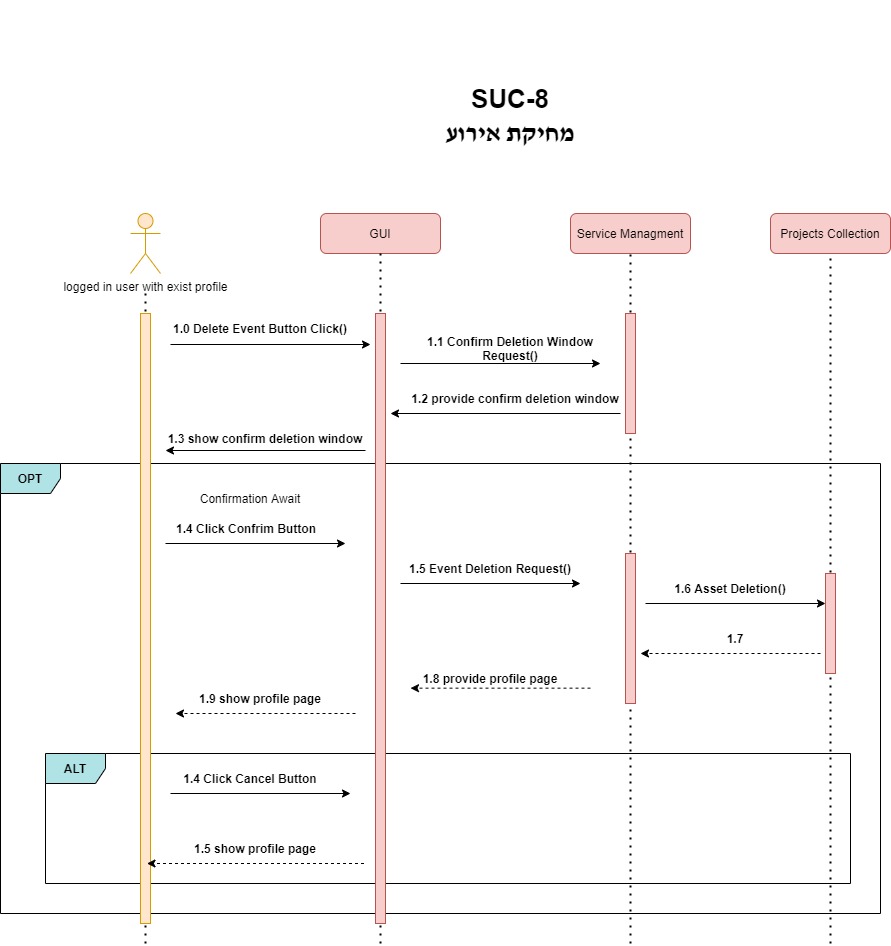 SUC-8
מחיקת אירוע
GUI
Service Managment
Projects Collection
logged in user with exist profile
1.0 Delete Event Button Click()
1.1 Confirm Deletion Window
Request()
1.2 provide confirm deletion window
1.3 show confirm deletion window
OPT
Confirmation Await
1.4 Click Confrim Button
1.5 Event Deletion Request()
1.6 Asset Deletion()
1.7
1.8 provide profile page
1.9 show profile page
ALT
1.4 Click Cancel Button
1.5 show profile page